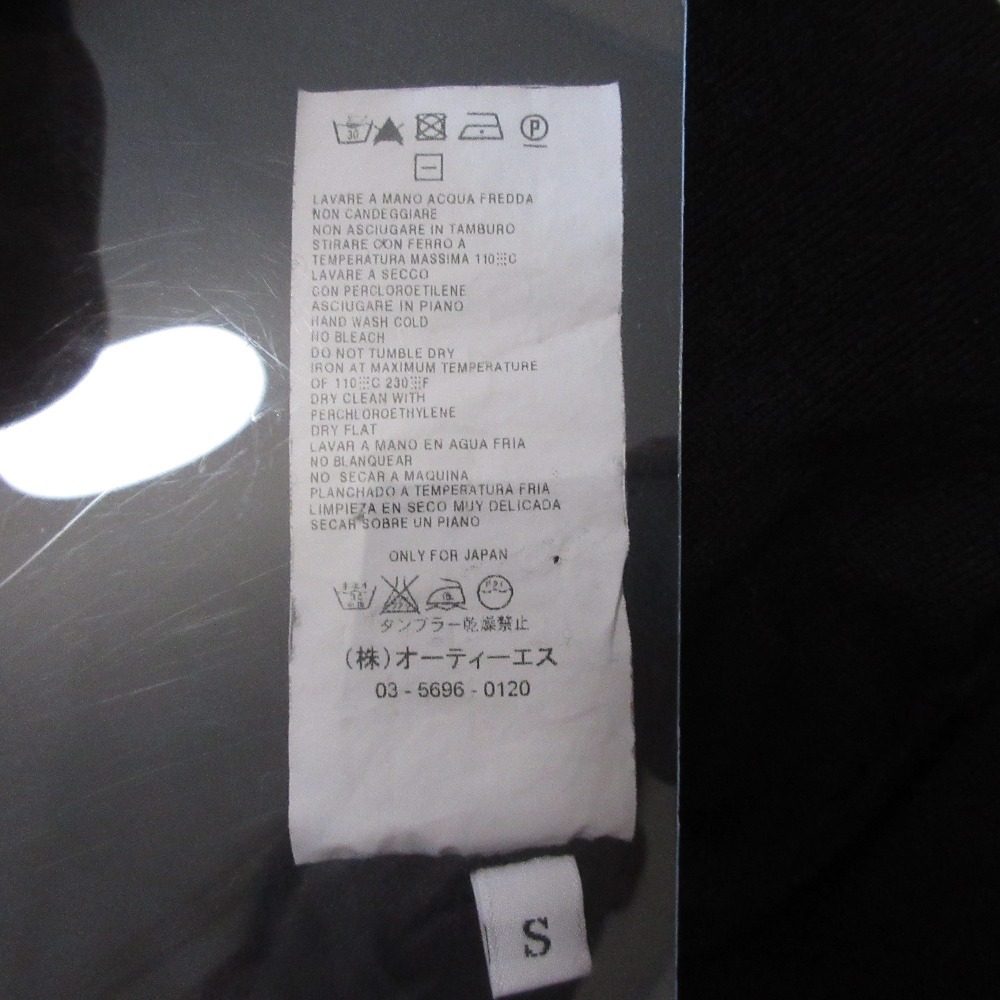 30
P
LAVARE A MANO ACQUA FREDDA
NON CANDEGGIARE
NON ASCIUGARE IN TAMBURO
STIRARE CON FERRO A
TEMPERATURA MASSIMA 110░C
LAVARE A SECCO
CON PERCLOROETILENE
ASCIUGARE IN PIANO
HAND WASH COLD
NO BLEACH
DO NOT TUMBLE DRY
IRON AT MAXIMUM TEMPERATURE
OF 110░C 230░F
DRY CLEAN WITH
PERCHLOROETHYLENE
DRY FLAT
LAVAR A MANO EN AGUA FRIA
NO BLANQUEAR
NO SECAR A MAQUINA
PLANCHADO A TEMPERATURA FRIA
LIMPIEZA EN SECO MUY DELICADA
SECAR SOBRE UN PIANO
ONLY FOR JAPAN
タンブラー乾燥禁止
(株)オーティーエス
03 - 5696 - 0120
S